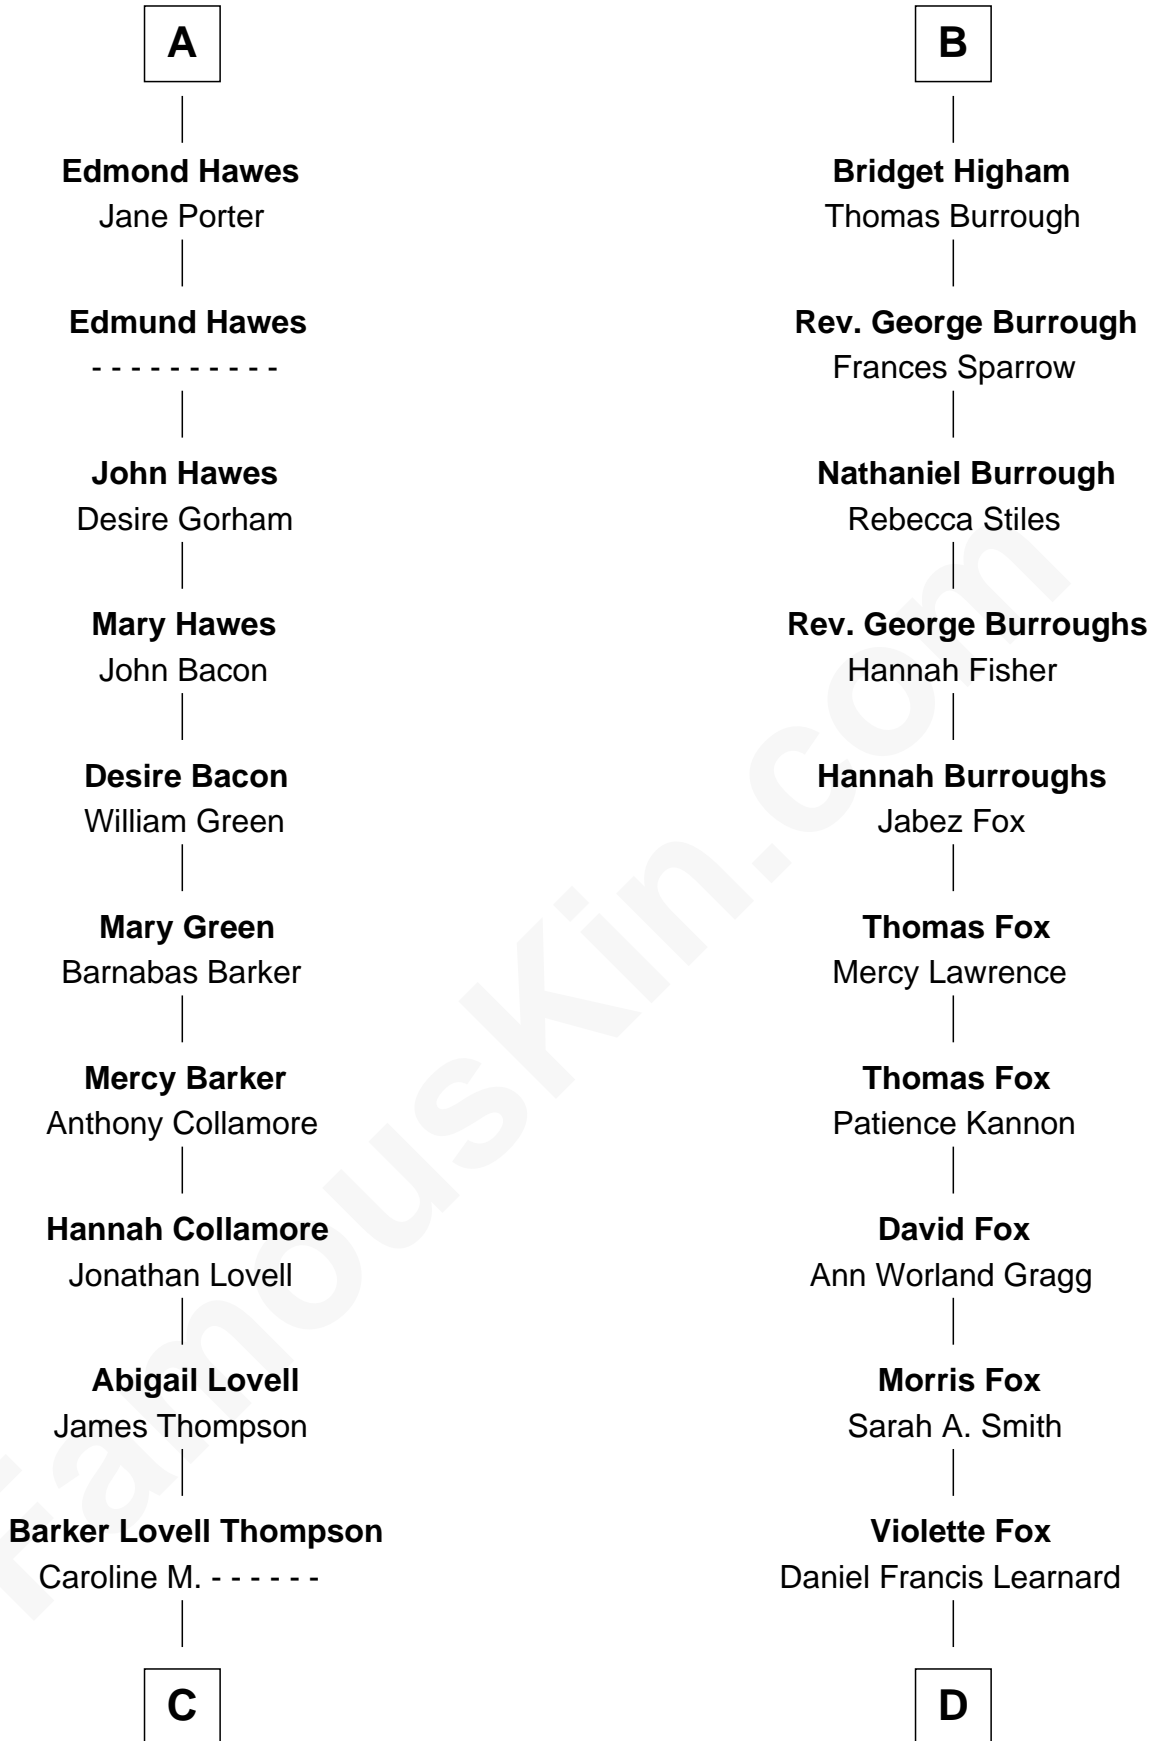 A
Edmond Hawes
Jane Porter
Edmund Hawes
- - - - - - - - - -
John Hawes
Desire Gorham
Mary Hawes
John Bacon
Desire Bacon
William Green
Mary Green
Barnabas Barker
Mercy Barker
Anthony Collamore
Hannah Collamore
Jonathan Lovell
Abigail Lovell
James Thompson
Barker Lovell Thompson
Caroline M. - - - - - -
C
B
Bridget Higham
Thomas Burrough
Rev. George Burrough
Frances Sparrow
Nathaniel Burrough
Rebecca Stiles
Rev. George Burroughs
Hannah Fisher
Hannah Burroughs
Jabez Fox
Thomas Fox
Mercy Lawrence
Thomas Fox
Patience Kannon
David Fox
Ann Worland Gragg
Morris Fox
Sarah A. Smith
Violette Fox
Daniel Francis Learnard
D
FamousKin.com